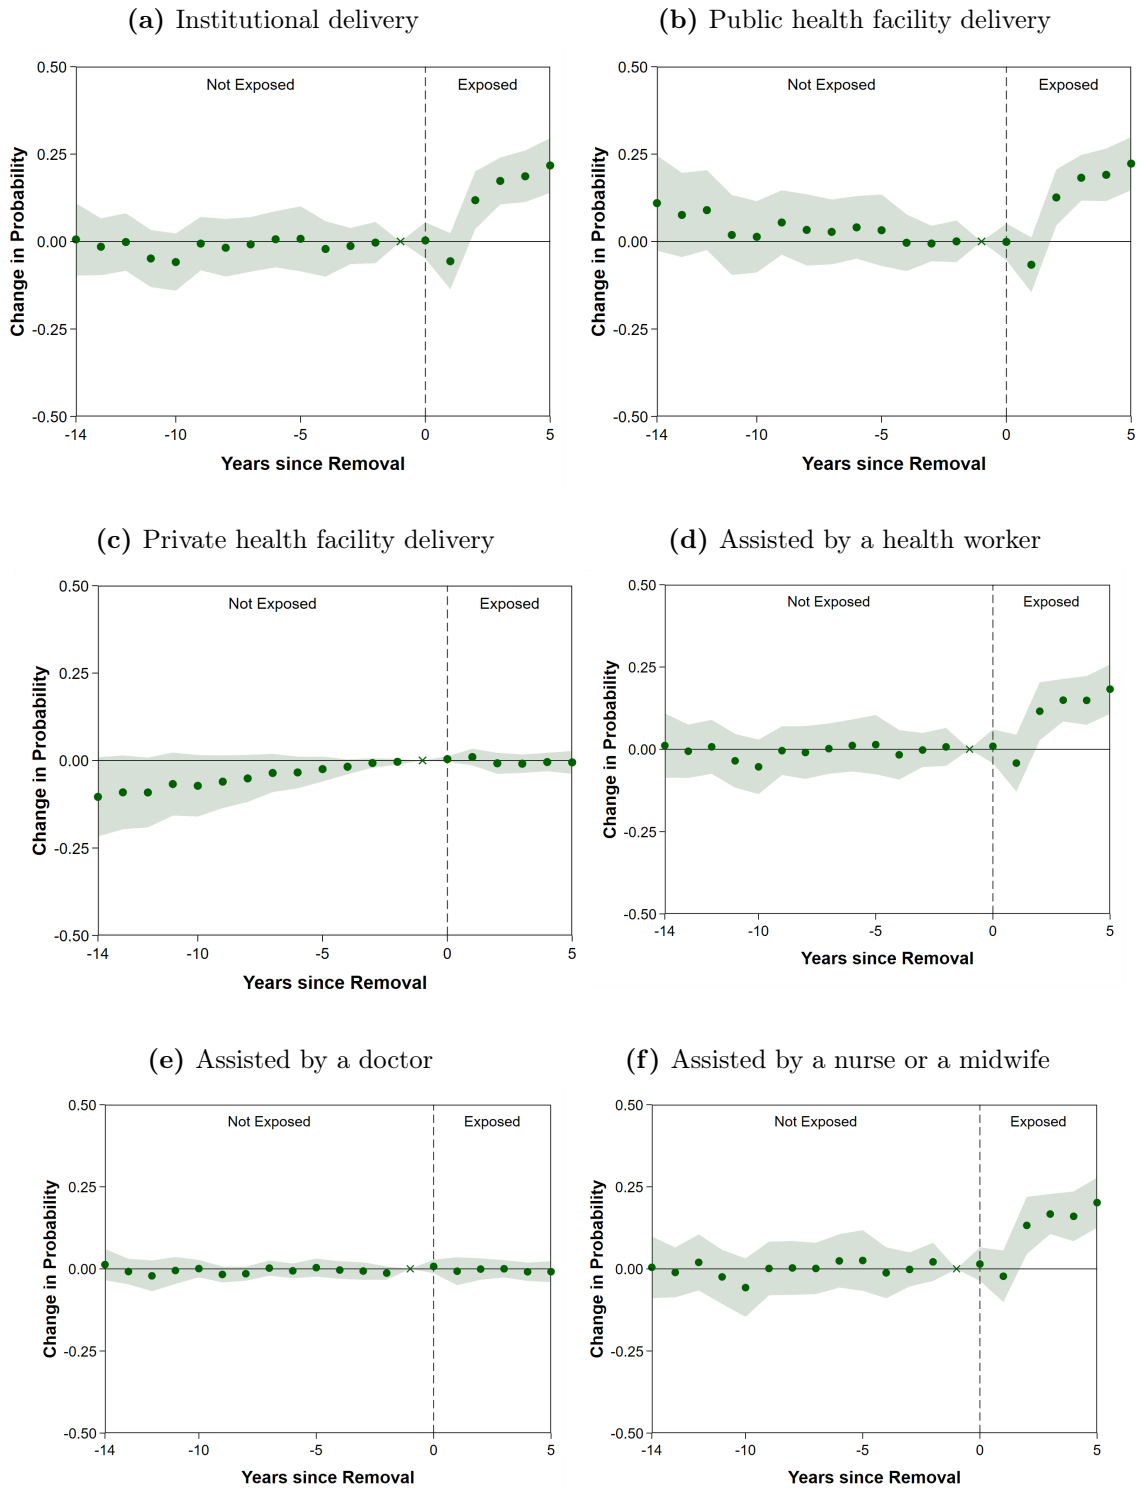 (a) Institutional delivery
0.50
0.25
0.00
-0.25
-0.50
Change in Probability
Not Exposed
Exposed
-14
-10
-5
0
5
Years since Removal
(b) Public health facility delivery
0.50
0.25
0.00
-0.25
-0.50
Change in Probability
Not Exposed
Exposed
-14
-10
-5
0
5
Years since Removal
(c) Private health facility delivery
0.50
0.25
0.00
-0.25
-0.50
Change in Probability
Not Exposed
Exposed
-14
-10
-5
0
5
Years since Removal
(d) Assisted by a health worker
0.50
0.25
0.00
-0.25
-0.50
Change in Probability
Not Exposed
Exposed
-14
-10
-5
0
5
Years since Removal
(e) Assisted by a doctor
0.50
0.25
0.00
-0.25
-0.50
Change in Probability
Not Exposed
Exposed
-14
-10
-5
0
5
Years since Removal
(f) Assisted by a nurse or a midwife
0.50
0.25
0.00
-0.25
-0.50
Change in Probability
Not Exposed
Exposed
-14
-10
-5
0
5
Years since Removal